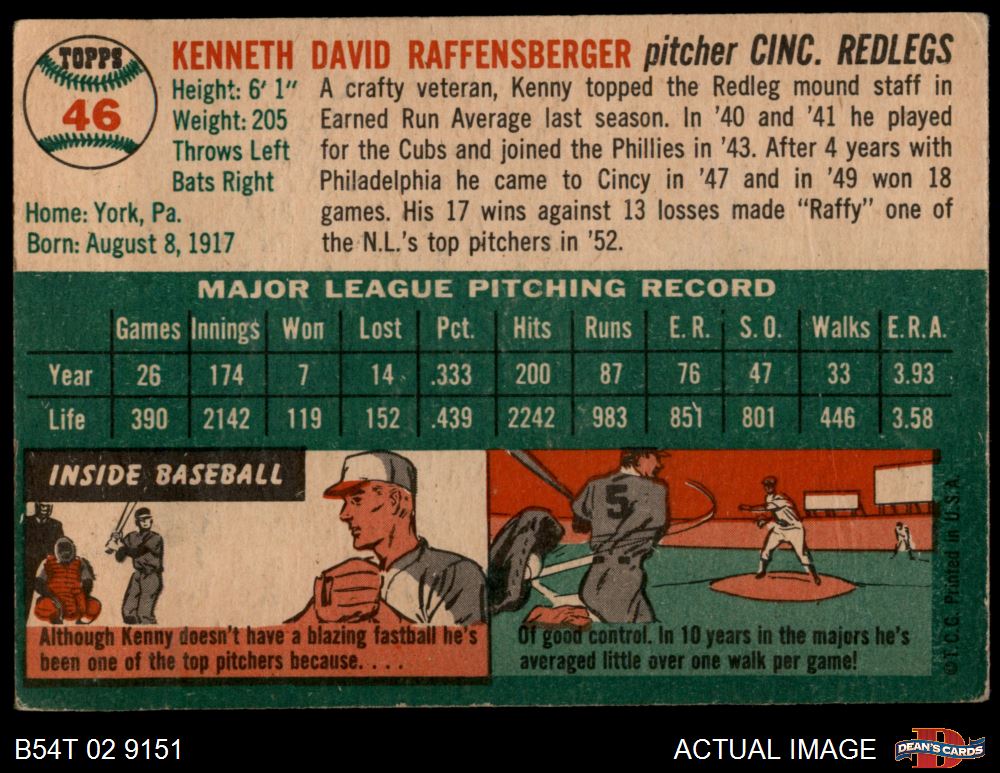 TOPPS
46
KENNETH DAVID RAFFENSBERGER pitcher CINC. REDLEGS
Height: 6' 1"
Weight: 205
Throws Left
Bats Right
Home: York, Pa.
Born: August 8, 1917
A crafty veteran, Kenny topped the Redleg mound staff in
Earned Run Average last season. In '40 and '41 he played
for the Cubs and joined the Phillies in '43. After 4 years with
Philadelphia he came to Cincy in '47 and in '49 won 18
games. His 17 wins against 13 losses made "Raffy" one of
the N.L.'s top pitchers in '52.
MAJOR LEAGUE PITCHING RECORD
Games Innings Won Lost Pct. Hits Runs E.R. S.O. Walks E.R.A.
Year 26 174 7 14 .333 200 87 76 47 33 3.93
Life 390 2142 119 152 .439 2242 983 851 801 446 3.58
INSIDE BASEBALL
5
Although Kenny doesn't have a blazing fastball he's
been one of the top pitchers because. . . .
Of good control. In 10 years in the majors he's
averaged little over one walk per game!
© T.C.G. Printed in U.S.A.
B54T 02 9151
ACTUAL IMAGE
DEAN'S CARDS